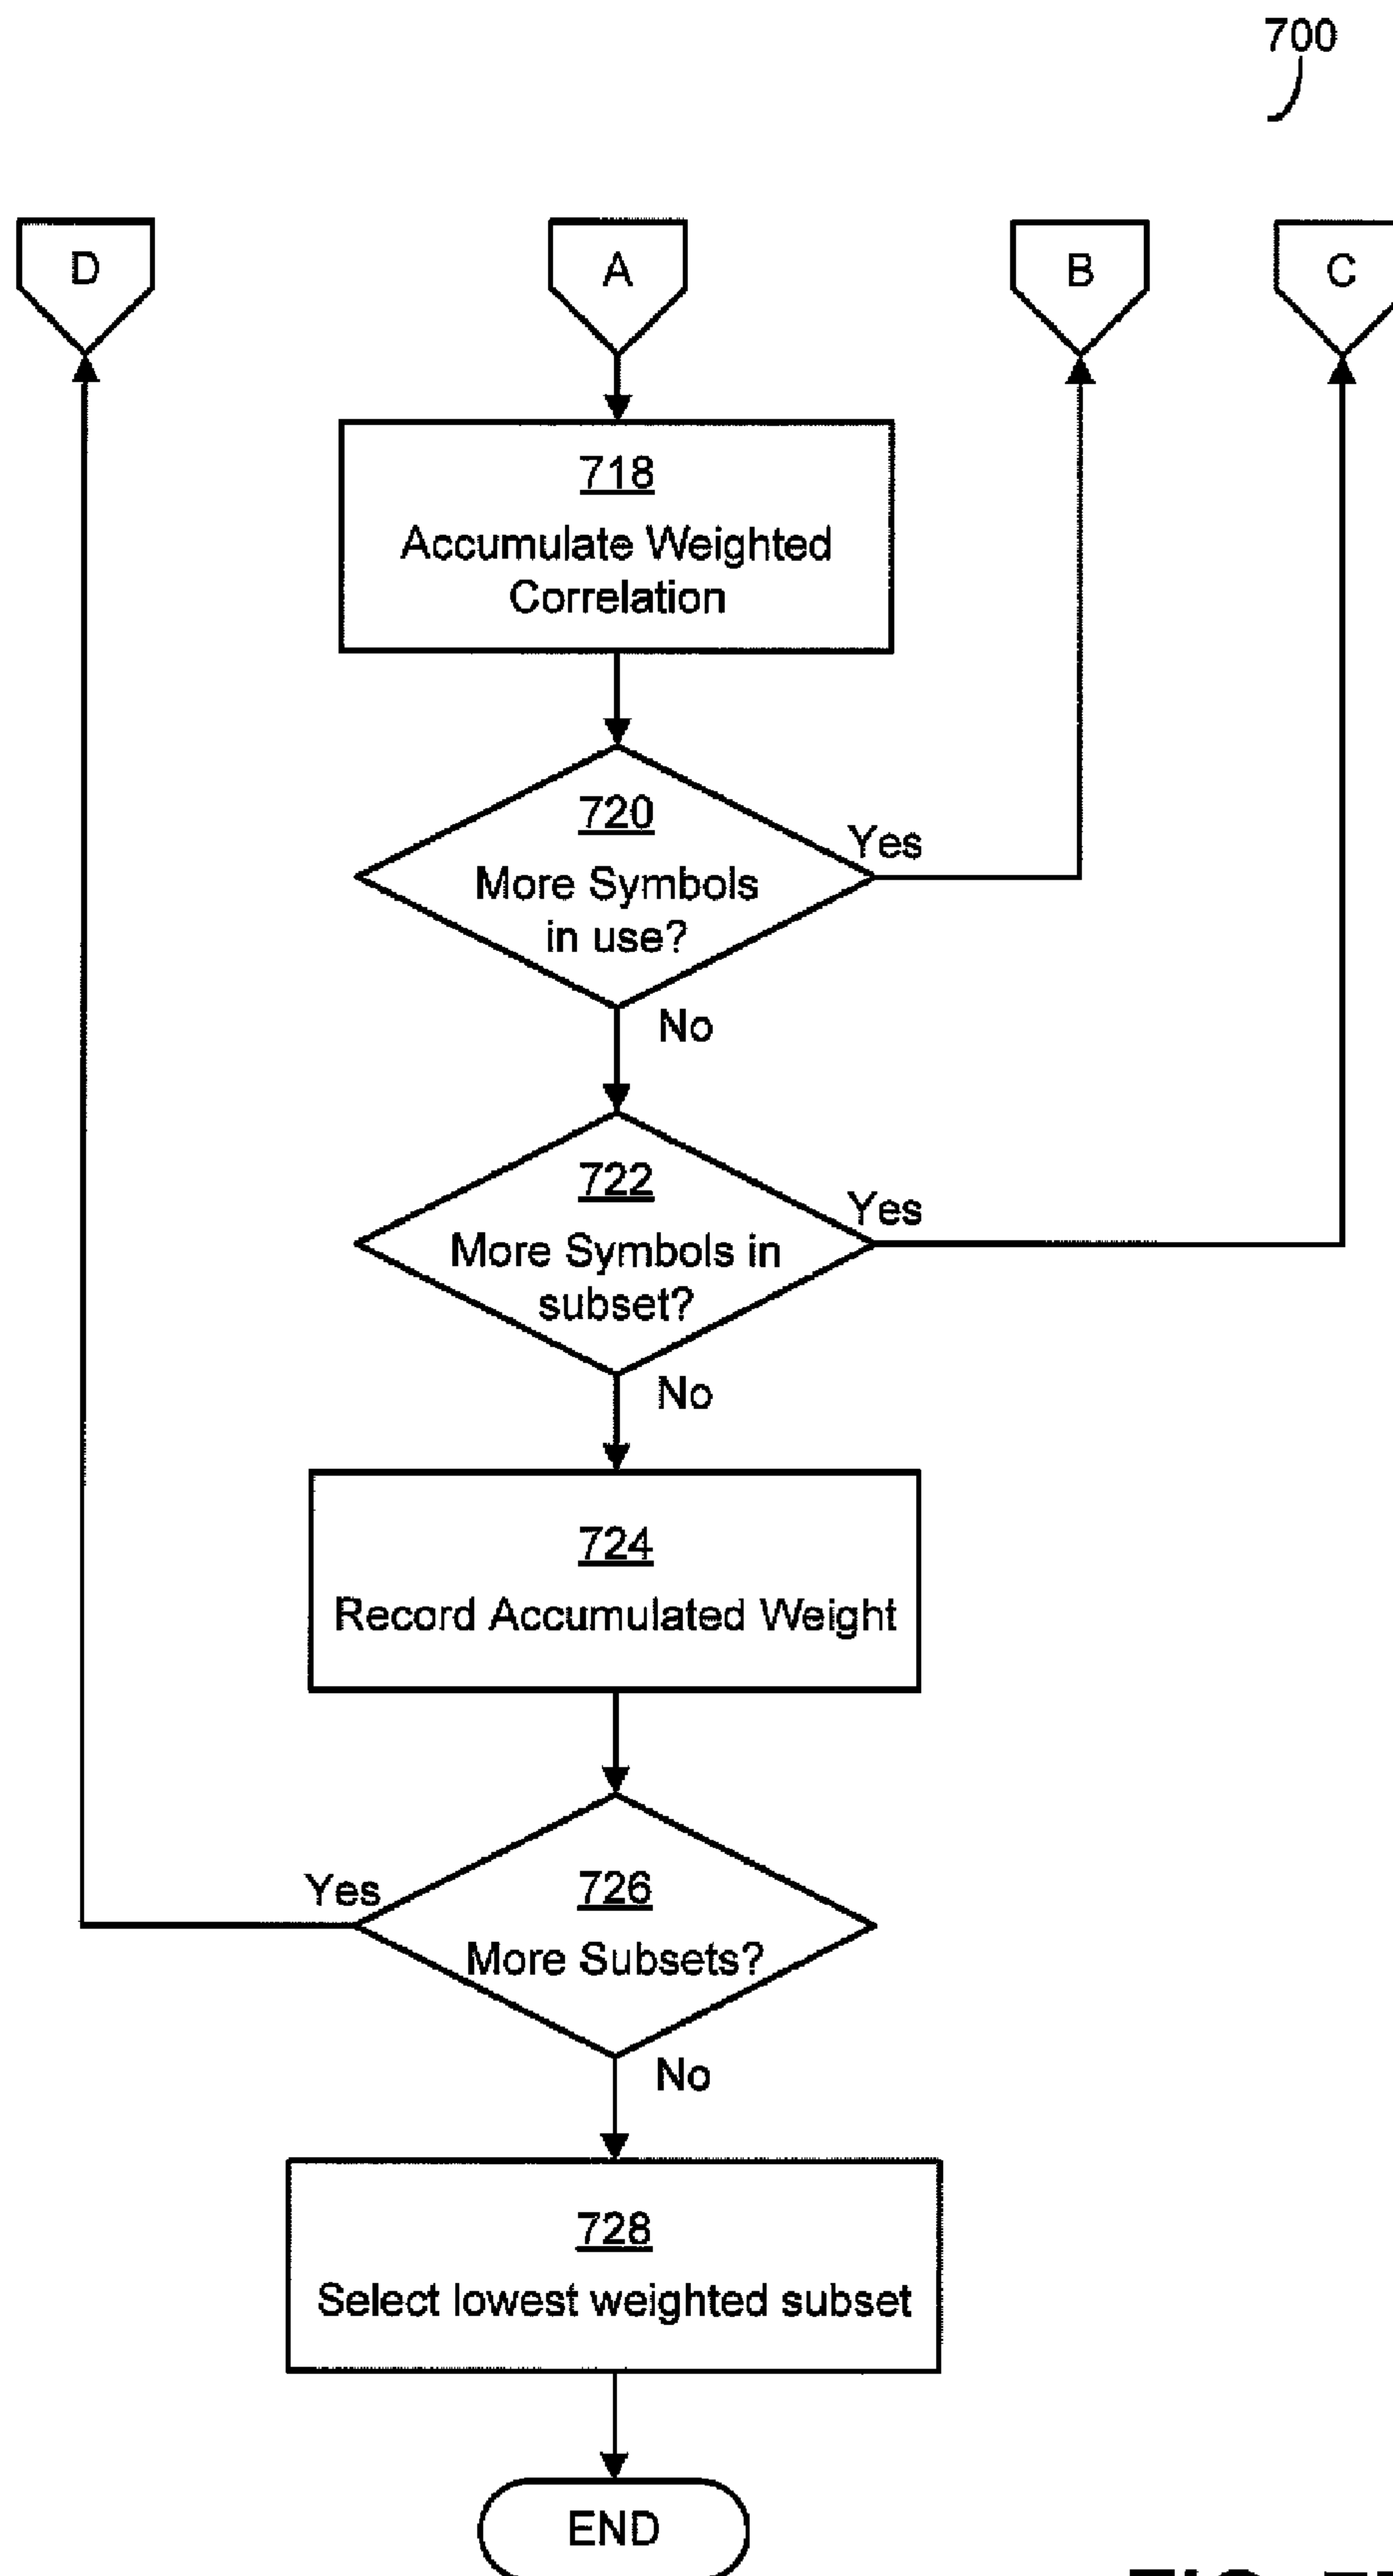 700
D
A
B
C
718
Accumulate Weighted
Correlation
720
More Symbols
in use?
Yes
No
722
More Symbols in
subset?
Yes
No
724
Record Accumulated Weight
726
More Subsets?
Yes
No
728
Select lowest weighted subset
END